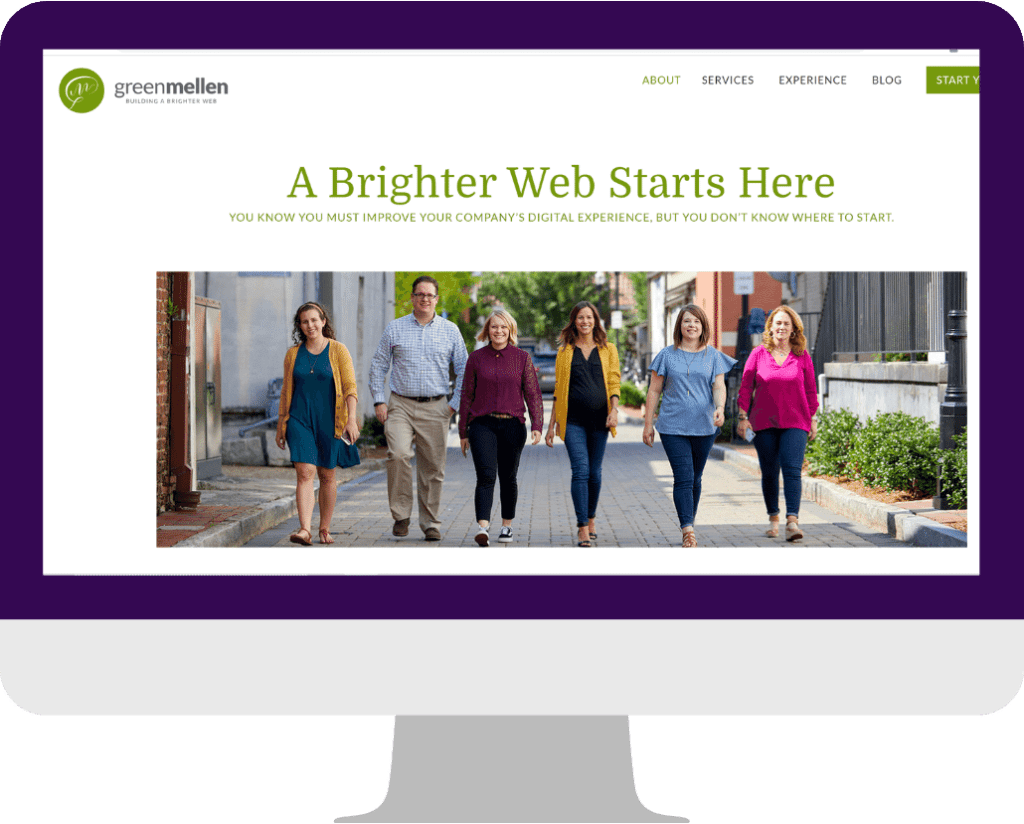 greenmellen
BUILDING A BRIGHTER WEB
ABOUT SERVICES EXPERIENCE BLOG START Y
A Brighter Web Starts Here
YOU KNOW YOU MUST IMPROVE YOUR COMPANY'S DIGITAL EXPERIENCE, BUT YOU DON'T KNOW WHERE TO START.